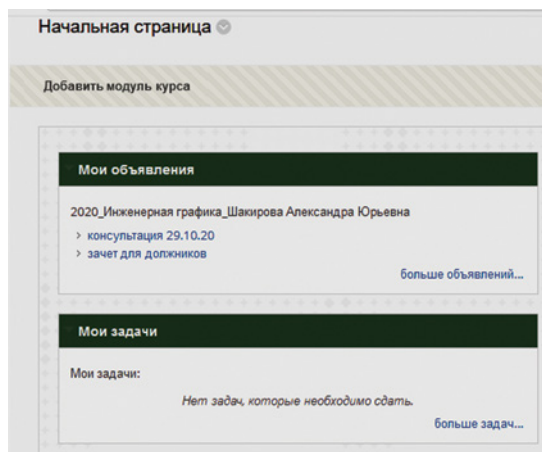 Начальная страница
Добавить модуль курса
Мои объявления
2020_Инженерная графика_Шакирова Александра Юрьевна
консультация 29.10.20
зачет для должников
больше объявлений...
Мои задачи
Мои задачи:
Нет задач, которые необходимо сдать.
больше задач...